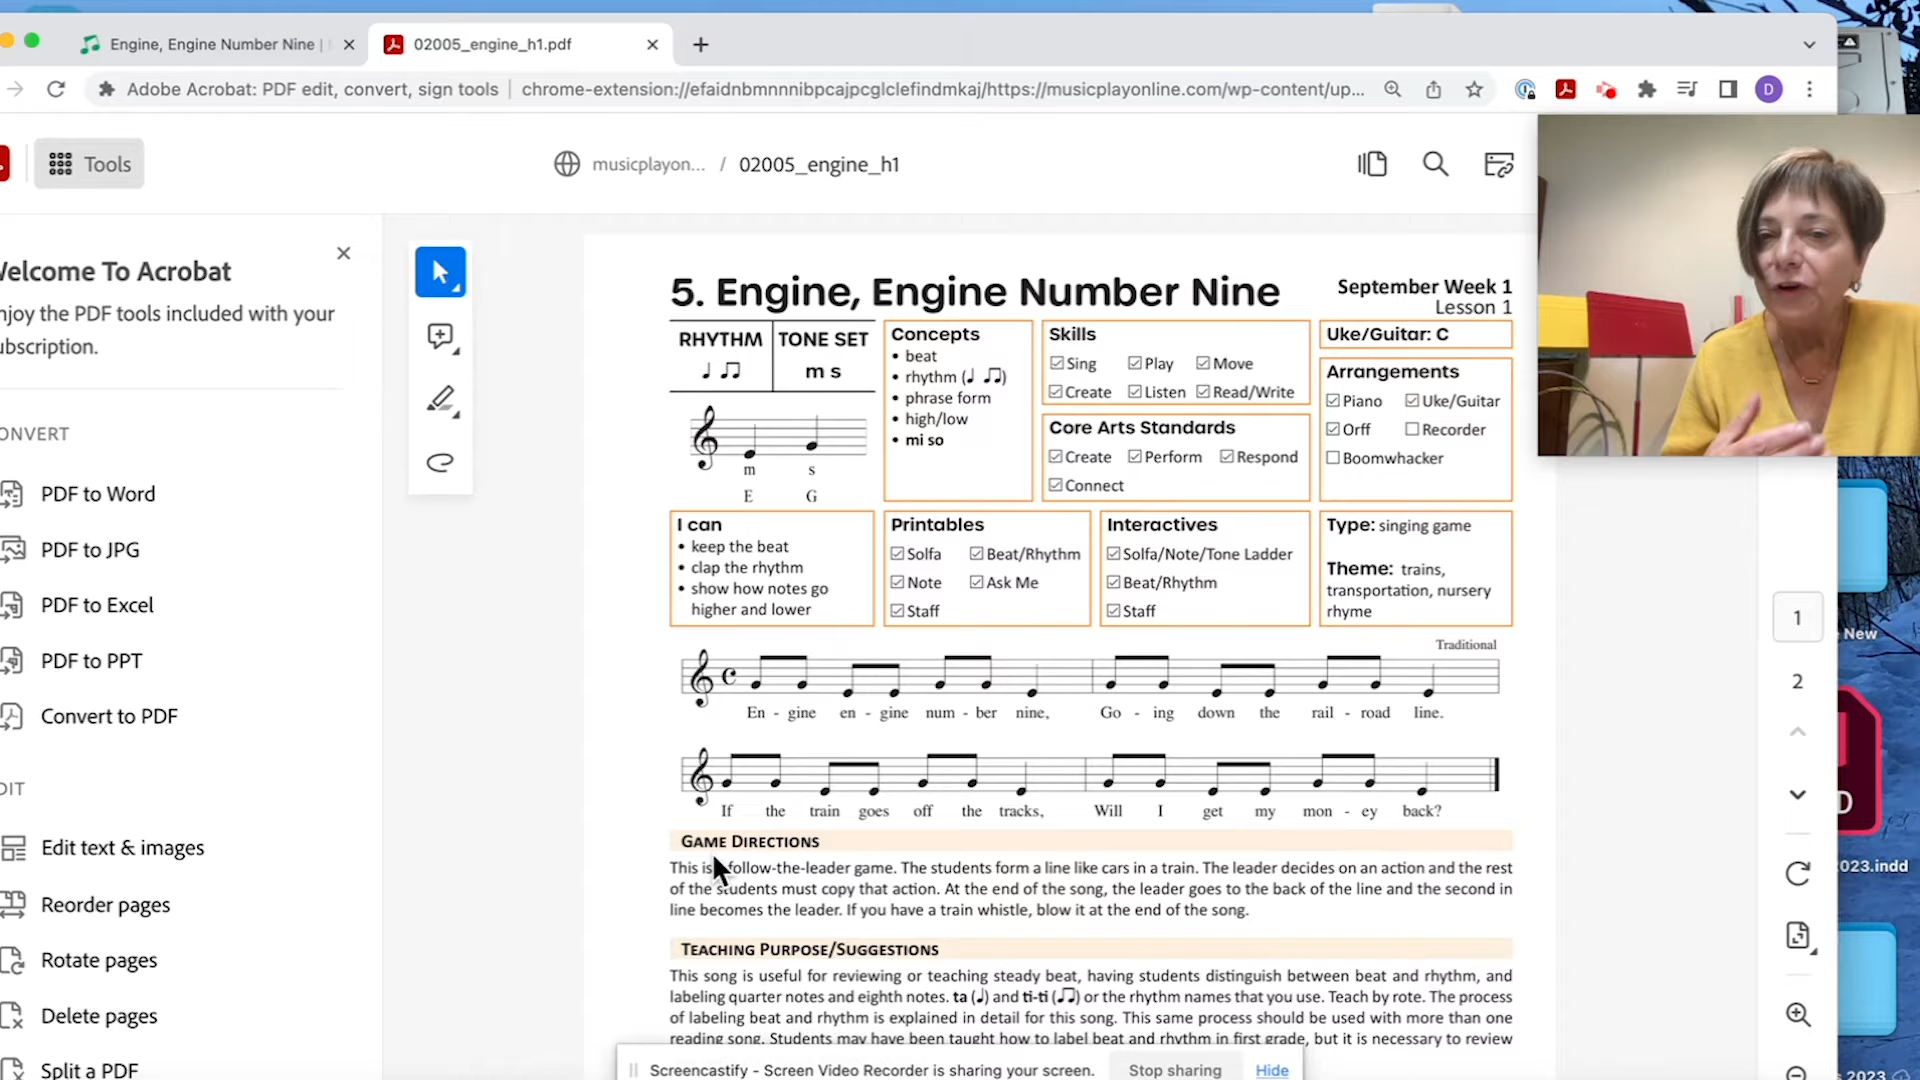 Engine, Engine Number Nine |
02005_engine_h1.pdf
Adobe Acrobat: PDF edit, convert, sign tools
chrome-extension://efaidnbmnnnibpcajpcglclefindmkaj/https://musicplayonline.com/wp-content/up...
D
Tools
musicplayon... / 02005_engine_h1
elcome To Acrobat
njoy the PDF tools included with your
ubscription.
ONVERT
PDF to Word
PDF to JPG
PDF to Excel
PDF to PPT
Convert to PDF
DIT
Edit text & images
Reorder pages
Rotate pages
Delete pages
Split a PDF
5. Engine, Engine Number Nine
September Week 1
Lesson 1
RHYTHM
TONE SET
m s
m s
E G
Concepts
• beat
• rhythm (♩ ♫)
• phrase form
• high/low
• mi so
Skills
Sing Play Move
Create Listen Read/Write
Core Arts Standards
Create Perform Respond
Connect
Uke/Guitar: C
Arrangements
Piano Uke/Guitar
Orff Recorder
Boomwhacker
I can
• keep the beat
• clap the rhythm
• show how notes go
higher and lower
Printables
Solfa Beat/Rhythm
Note Ask Me
Staff
Interactives
Solfa/Note/Tone Ladder
Beat/Rhythm
Staff
Type: singing game
Theme: trains,
transportation, nursery
rhyme
Traditional
En - gine en - gine num - ber nine, Go - ing down the rail - road line.
If the train goes off the tracks, Will I get my mon - ey back?
GAME DIRECTIONS
This is follow-the-leader game. The students form a line like cars in a train. The leader decides on an action and the rest
of the students must copy that action. At the end of the song, the leader goes to the back of the line and the second in
line becomes the leader. If you have a train whistle, blow it at the end of the song.
TEACHING PURPOSE/SUGGESTIONS
This song is useful for reviewing or teaching steady beat, having students distinguish between beat and rhythm, and
labeling quarter notes and eighth notes. ta (♩) and ti-ti (♫) or the rhythm names that you use. Teach by rote. The process
of labeling beat and rhythm is explained in detail for this song. This same process should be used with more than one
reading song. Students may have been taught how to label beat and rhythm in first grade, but it is necessary to review
Screencastify - Screen Video Recorder is sharing your screen.
Stop sharing
Hide
1
2
New
D
023.indd
2023